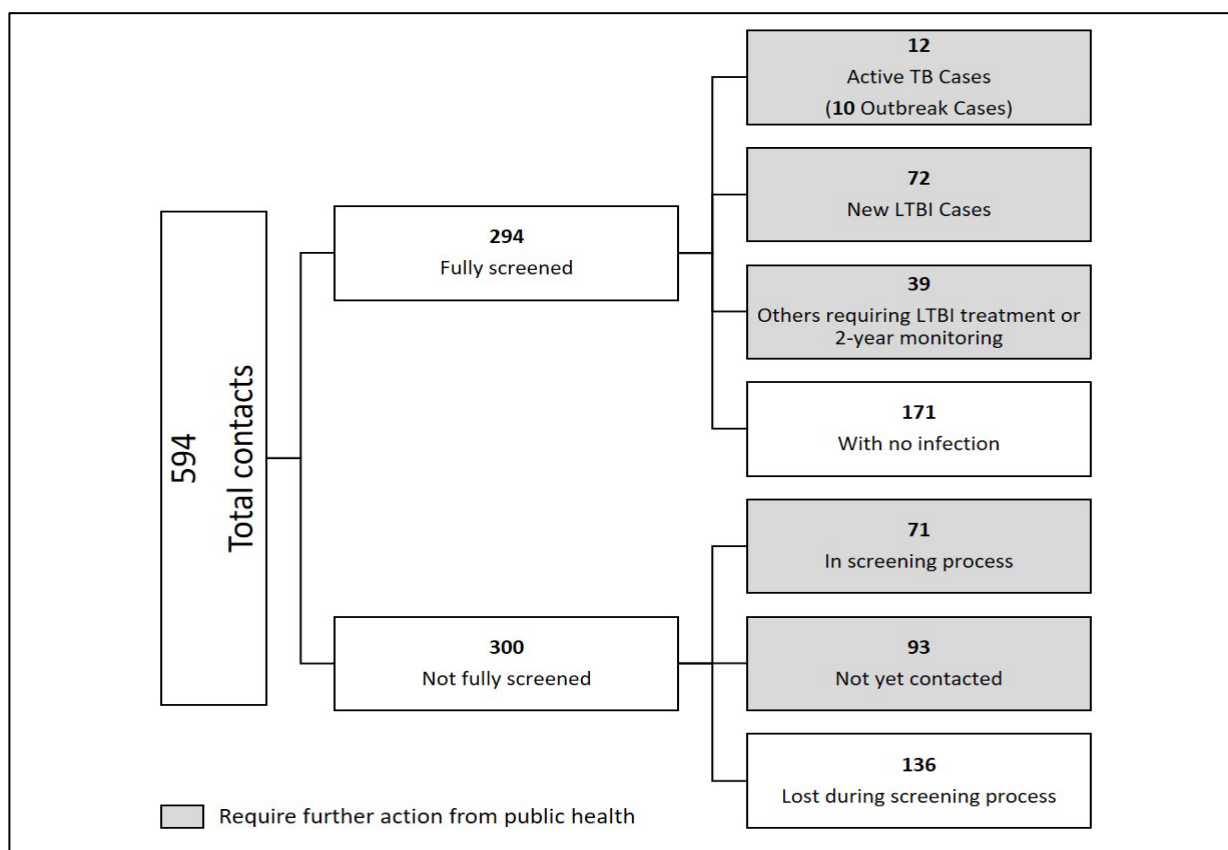 594
Total contacts
294
Fully screened
300
Not fully screened
12
Active TB Cases
(10 Outbreak Cases)
72
New LTBI Cases
39
Others requiring LTBI treatment or
2-year monitoring
171
With no infection
71
In screening process
93
Not yet contacted
136
Lost during screening process
Require further action from public health